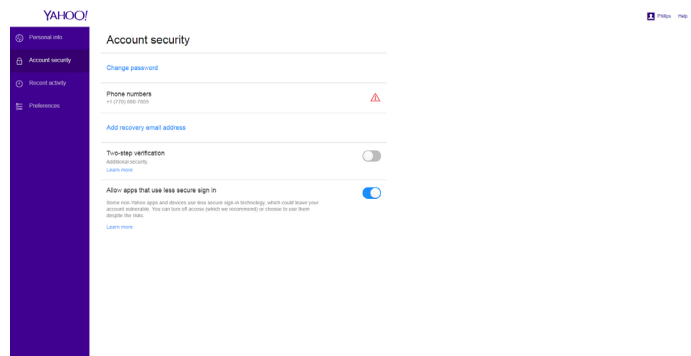 YAHOO!
Philips Help
Personal info
Account security
Recent activity
Preferences
Account security
Change password
Phone numbers
Add recovery email address
Two-step verification
Additional security.
Learn more
Allow apps that use less secure sign in
Some non-Yahoo apps and devices use less secure sign-in technology, which could leave your
account vulnerable. You can turn off access (which we recommend) or choose to use them
despite the risks.
Learn more